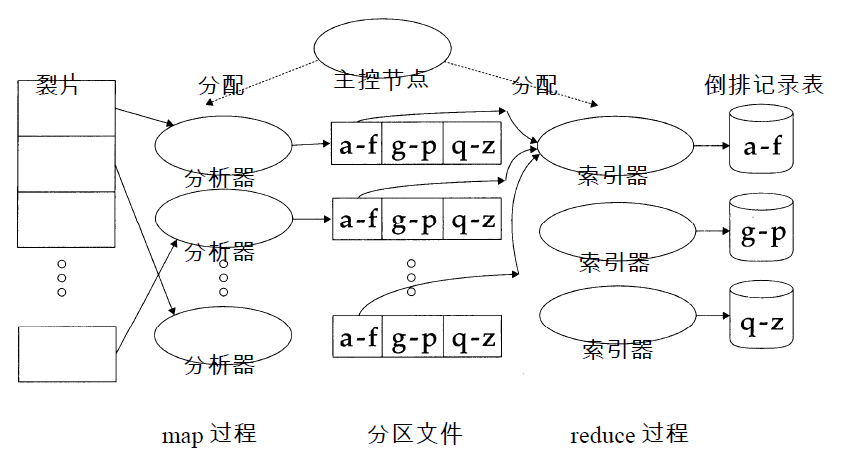 裂片
分配
主控节点
分配
倒排记录表
分析器
a-f g-p q-z
索引器
a-f
分析器
a-f g-p q-z
索引器
g-p
分析器
a-f g-p q-z
索引器
q-z
map 过程
分区文件
reduce 过程